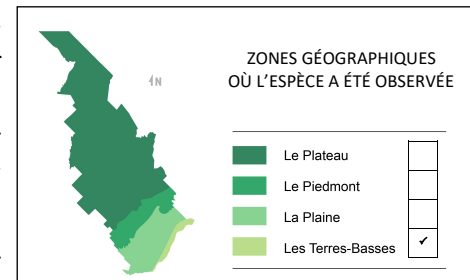 N
ZONES GÉOGRAPHIQUES
OÙ L'ESPÈCE A ÉTÉ OBSERVÉE
Le Plateau
Le Piedmont
La Plaine
Les Terres-Basses ✓